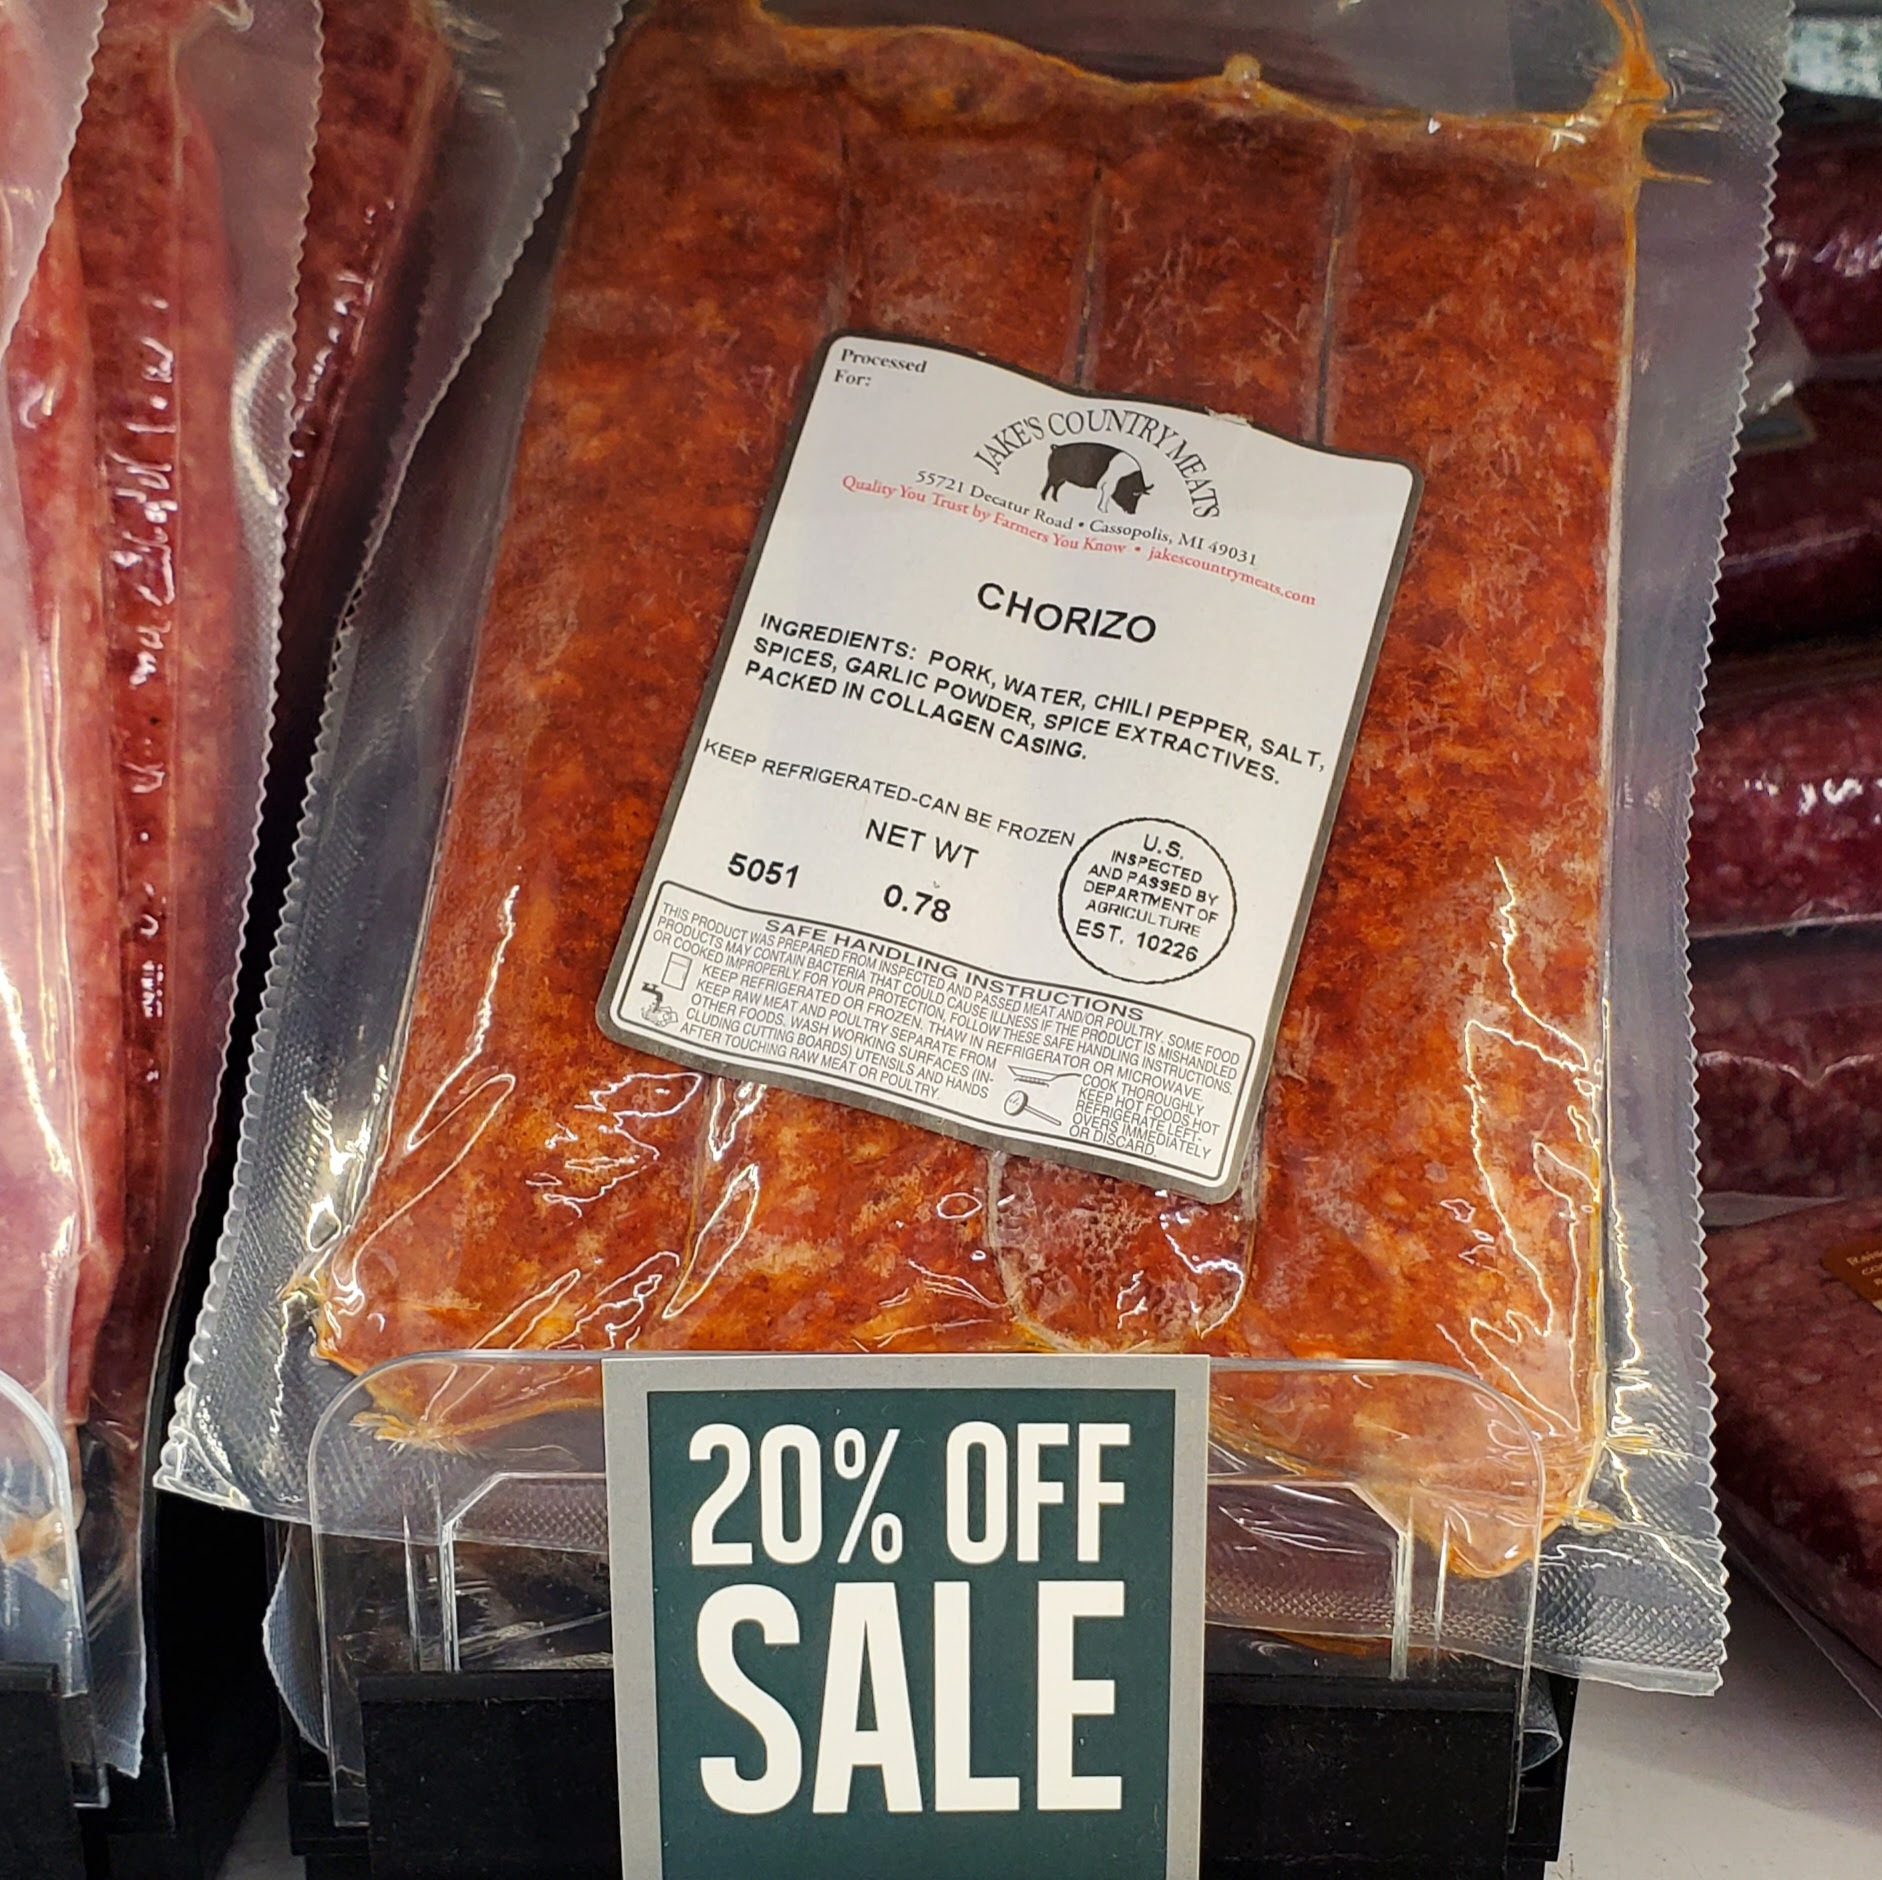 Processed
For:
JAKE'S COUNTRY MEATS
55721 Decatur Road • Cassopolis, MI 49031
Quality You Trust by Farmers You Know • jakescountrymeats.com
CHORIZO
INGREDIENTS: PORK, WATER, CHILI PEPPER, SALT,
SPICES, GARLIC POWDER, SPICE EXTRACTIVES.
PACKED IN COLLAGEN CASING.
KEEP REFRIGERATED-CAN BE FROZEN
NET WT
5051 0.78
U.S.
INSPECTED
AND PASSED BY
DEPARTMENT OF
AGRICULTURE
EST. 10226
SAFE HANDLING INSTRUCTIONS
THIS PRODUCT WAS PREPARED FROM INSPECTED AND PASSED MEAT AND/OR POULTRY. SOME FOOD
PRODUCTS MAY CONTAIN BACTERIA THAT COULD CAUSE ILLNESS IF THE PRODUCT IS MISHANDLED
OR COOKED IMPROPERLY. FOR YOUR PROTECTION, FOLLOW THESE SAFE HANDLING INSTRUCTIONS.
KEEP REFRIGERATED OR FROZEN. THAW IN REFRIGERATOR OR MICROWAVE.
KEEP RAW MEAT AND POULTRY SEPARATE FROM
OTHER FOODS. WASH WORKING SURFACES (IN-
CLUDING CUTTING BOARDS) UTENSILS AND HANDS
AFTER TOUCHING RAW MEAT OR POULTRY.
COOK THOROUGHLY
KEEP HOT FOODS HOT
REFRIGERATE LEFT-
OVERS IMMEDIATELY
OR DISCARD.
20% OFF
SALE